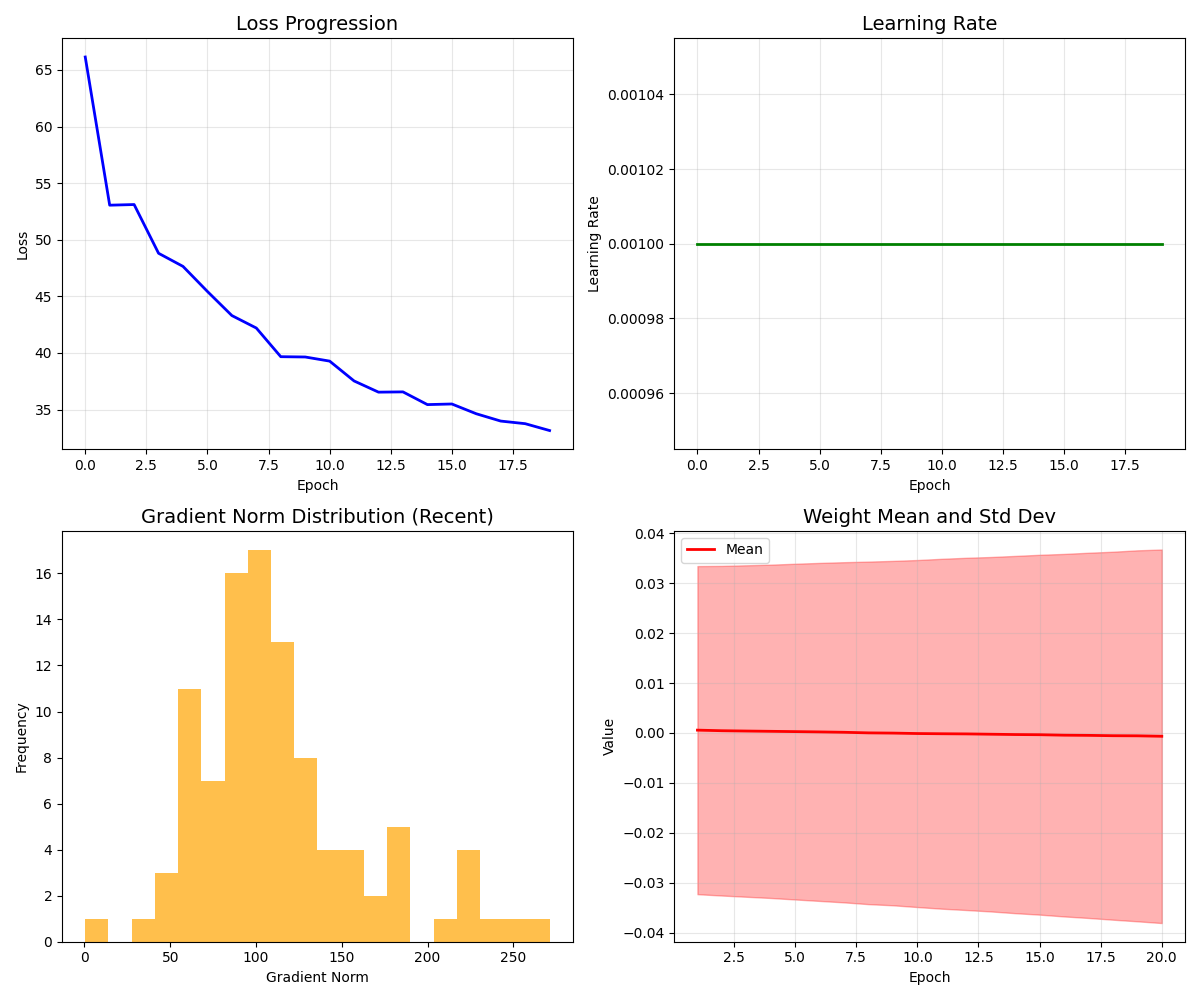 Loss Progression
65
60
55
50
45
40
35
Loss
0.0 2.5 5.0 7.5 10.0 12.5 15.0 17.5
Epoch
Learning Rate
0.00104
0.00102
0.00100
0.00098
0.00096
Learning Rate
0.0 2.5 5.0 7.5 10.0 12.5 15.0 17.5
Epoch
Gradient Norm Distribution (Recent)
16
14
12
10
8
6
4
2
0
Frequency
0 50 100 150 200 250
Gradient Norm
Weight Mean and Std Dev
Mean
0.04
0.03
0.02
0.01
0.00
−0.01
−0.02
−0.03
−0.04
Value
2.5 5.0 7.5 10.0 12.5 15.0 17.5 20.0
Epoch